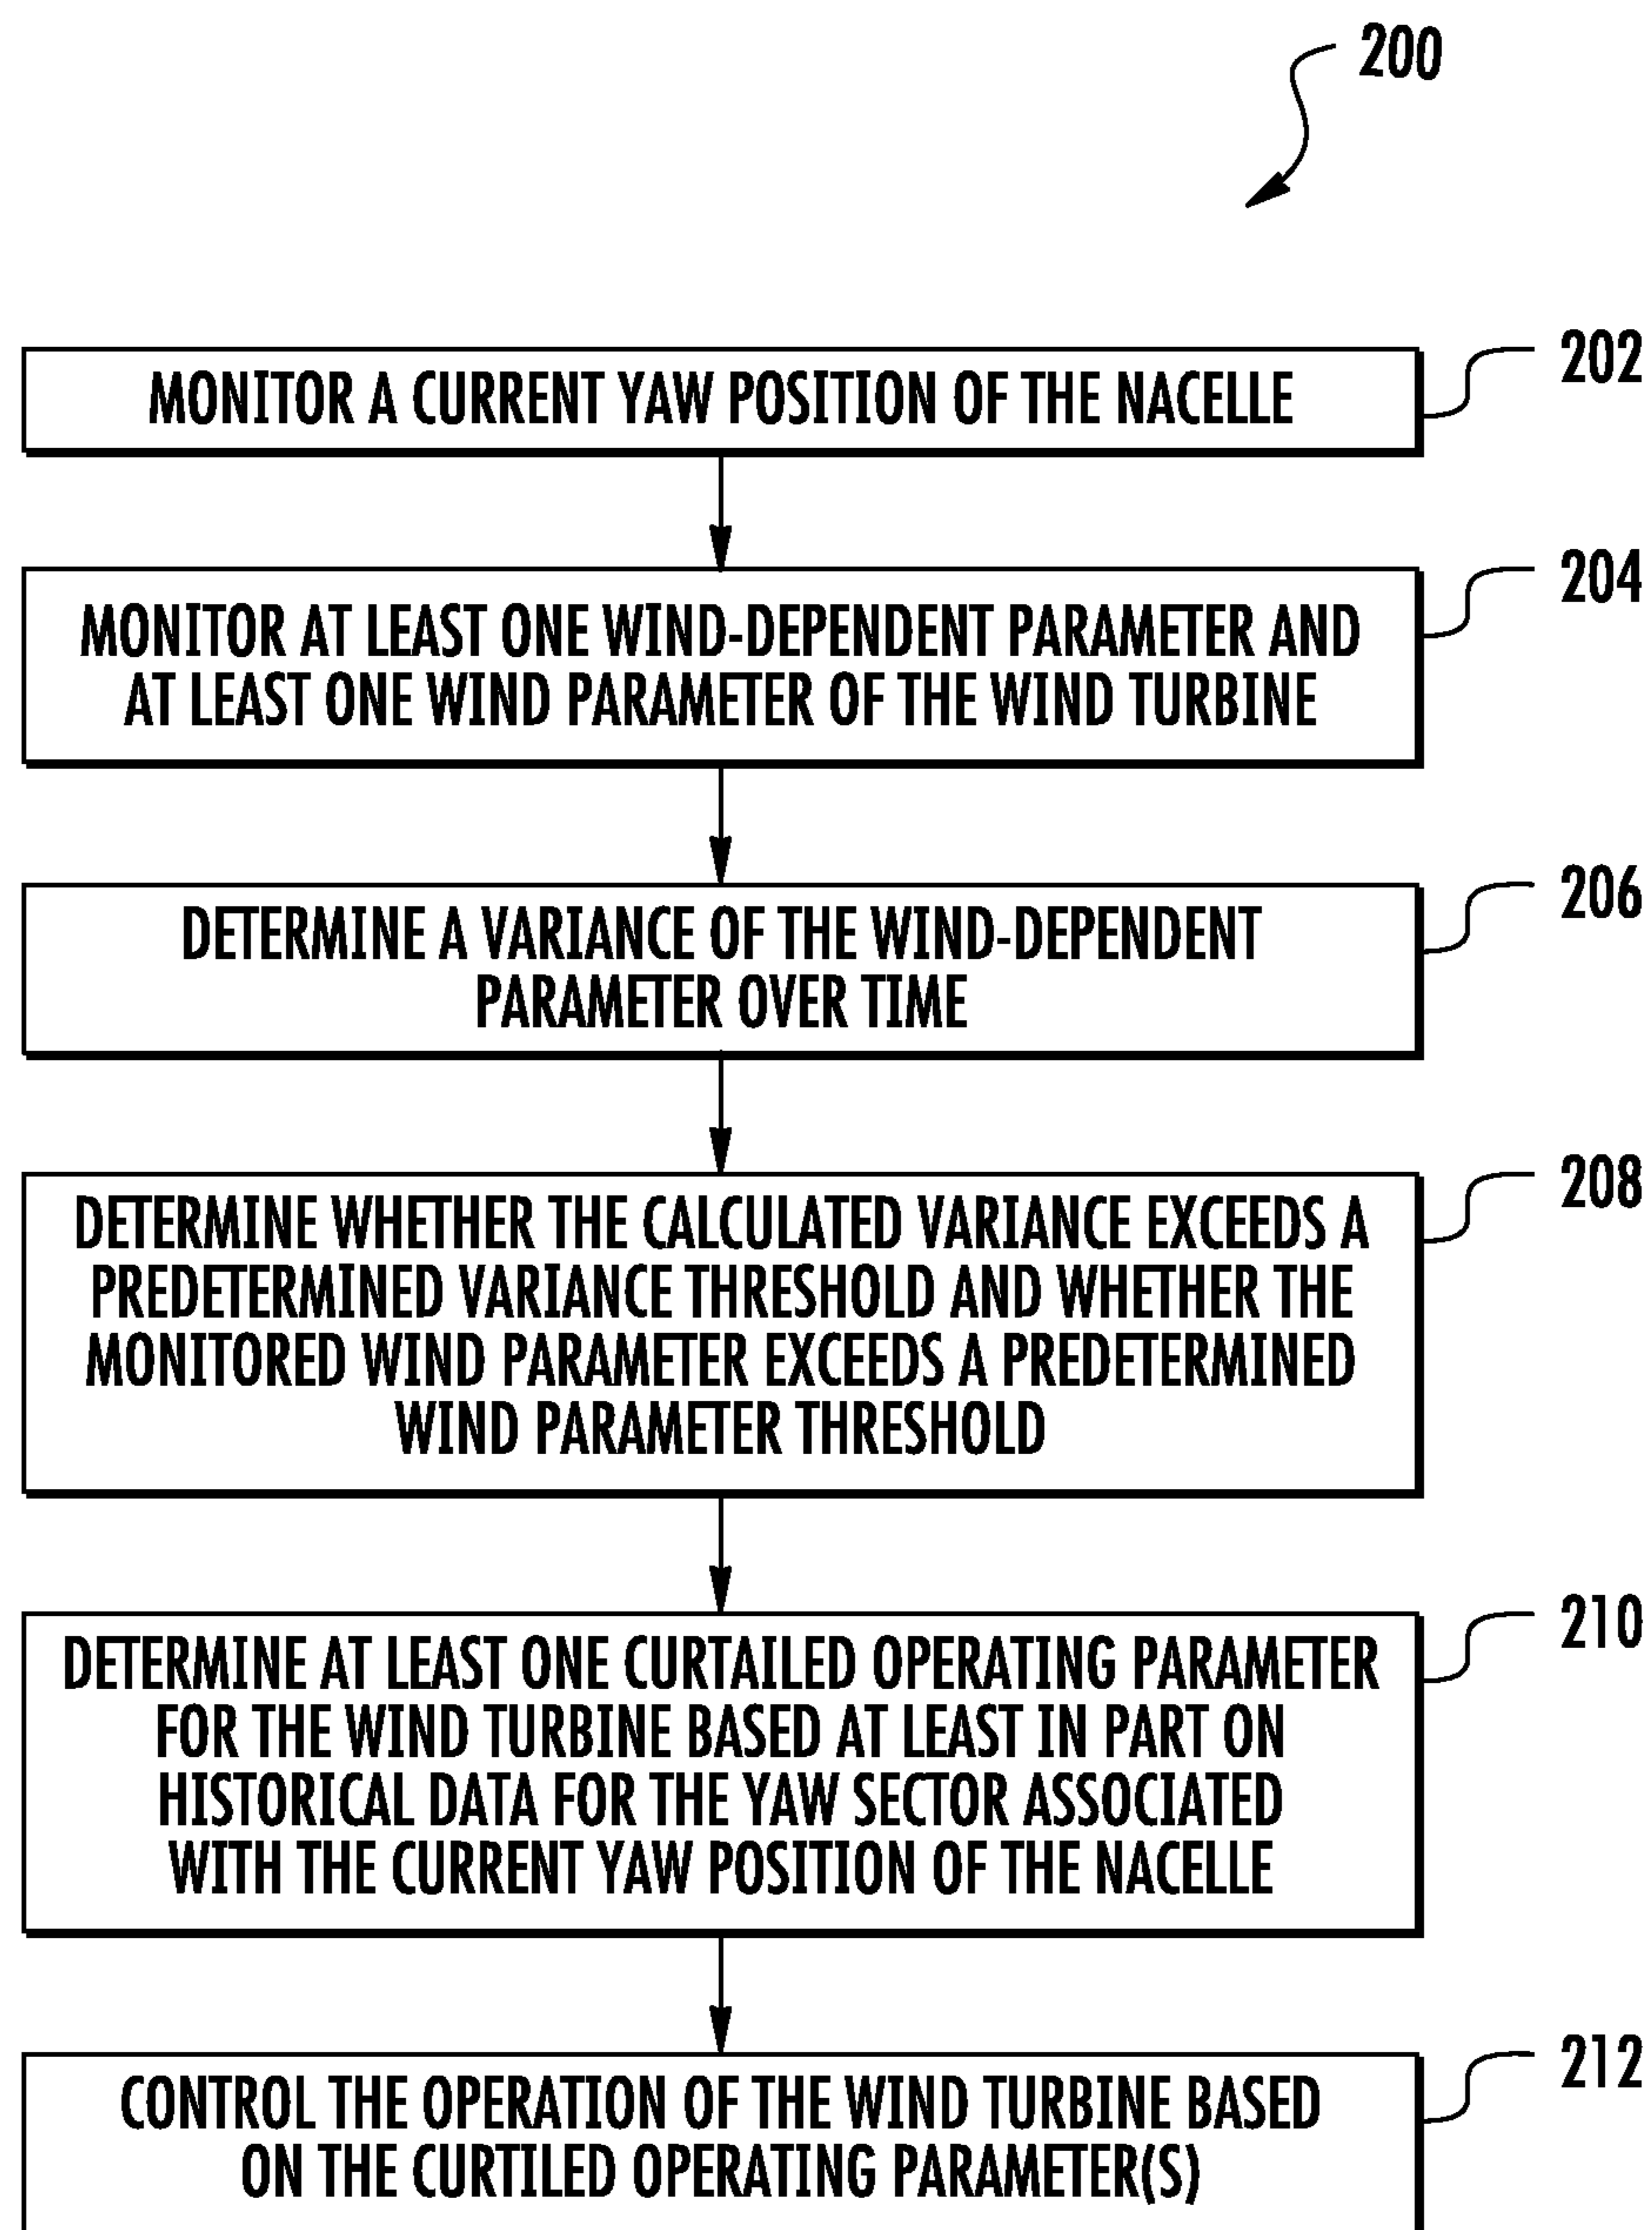 200
202
MONITOR A CURRENT YAW POSITION OF THE NACELLE
204
MONITOR AT LEAST ONE WIND-DEPENDENT PARAMETER AND
AT LEAST ONE WIND PARAMETER OF THE WIND TURBINE
206
DETERMINE A VARIANCE OF THE WIND-DEPENDENT
PARAMETER OVER TIME
208
DETERMINE WHETHER THE CALCULATED VARIANCE EXCEEDS A
PREDETERMINED VARIANCE THRESHOLD AND WHETHER THE
MONITORED WIND PARAMETER EXCEEDS A PREDETERMINED
WIND PARAMETER THRESHOLD
210
DETERMINE AT LEAST ONE CURTAILED OPERATING PARAMETER
FOR THE WIND TURBINE BASED AT LEAST IN PART ON
HISTORICAL DATA FOR THE YAW SECTOR ASSOCIATED
WITH THE CURRENT YAW POSITION OF THE NACELLE
212
CONTROL THE OPERATION OF THE WIND TURBINE BASED
ON THE CURTILED OPERATING PARAMETER(S)